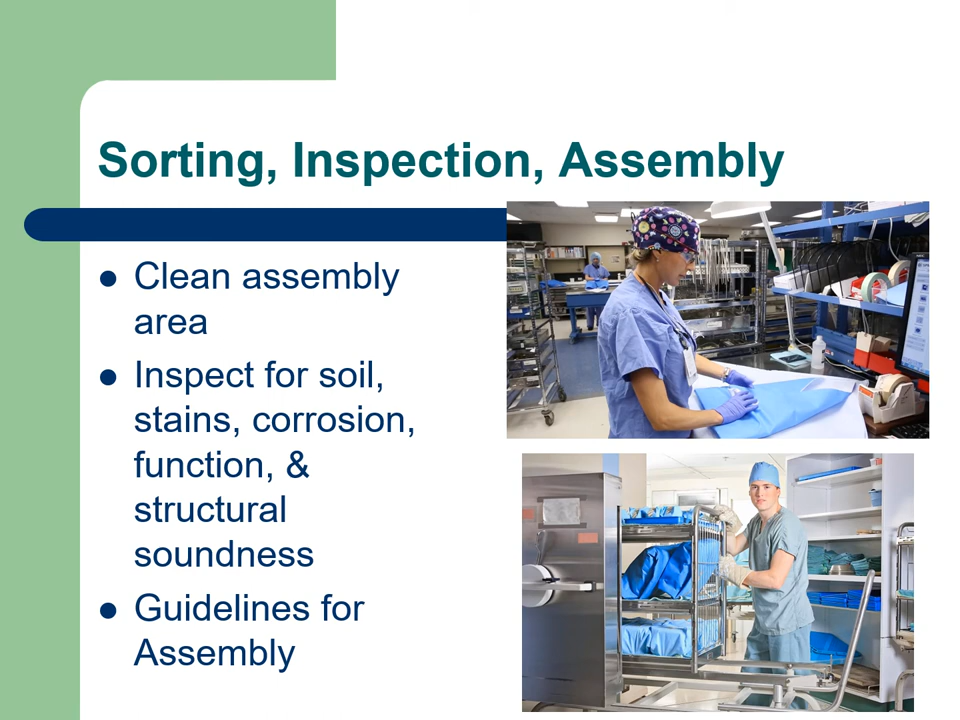 Sorting, Inspection, Assembly
● Clean assembly
area
● Inspect for soil,
stains, corrosion,
function, &
structural
soundness
● Guidelines for
Assembly